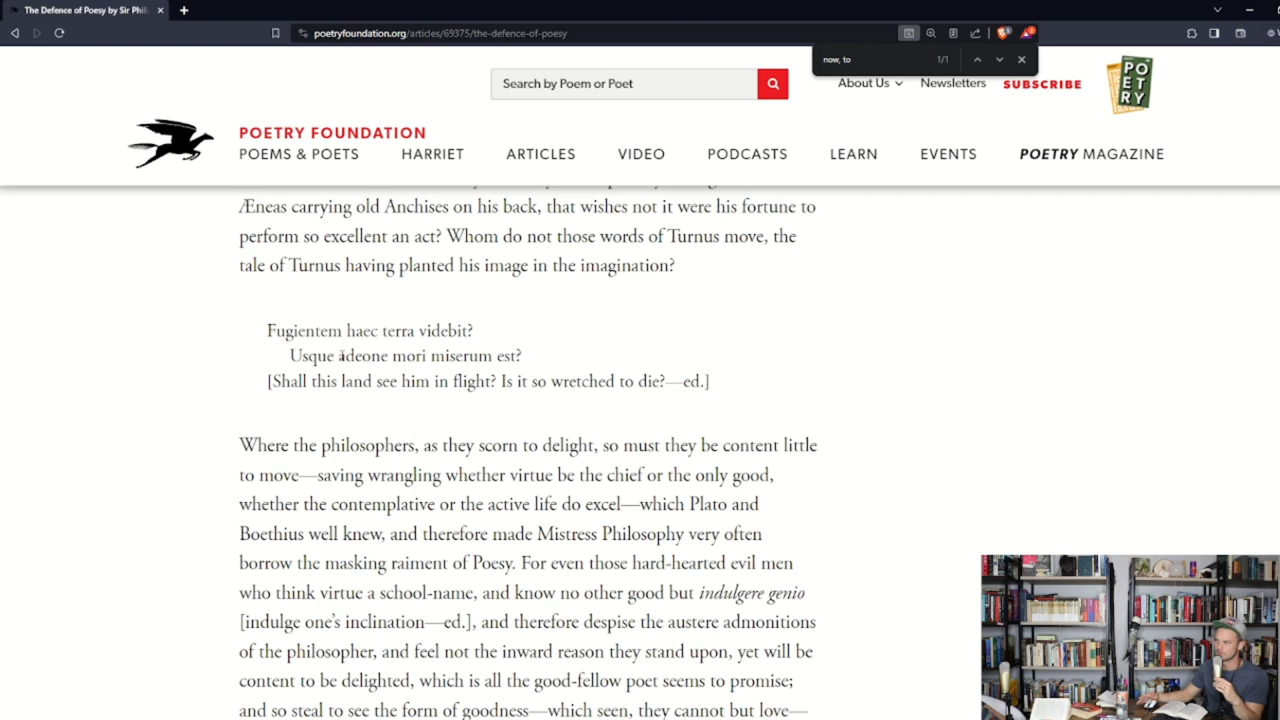 The Defence of Poesy by Sir Phil
poetryfoundation.org/articles/69375/the-defence-of-poesy
now, to
1/1
Search by Poem or Poet
About Us
Newsletters
SUBSCRIBE
PO
ET
RY
POETRY FOUNDATION
POEMS & POETS
HARRIET
ARTICLES
VIDEO
PODCASTS
LEARN
EVENTS
POETRY MAGAZINE
Æneas carrying old Anchises on his back, that wishes not it were his fortune to
perform so excellent an act? Whom do not those words of Turnus move, the
tale of Turnus having planted his image in the imagination?
Fugientem haec terra videbit?
Usque adeone mori miserum est?
[Shall this land see him in flight? Is it so wretched to die?—ed.]
Where the philosophers, as they scorn to delight, so must they be content little
to move—saving wrangling whether virtue be the chief or the only good,
whether the contemplative or the active life do excel—which Plato and
Boethius well knew, and therefore made Mistress Philosophy very often
borrow the masking raiment of Poesy. For even those hard-hearted evil men
who think virtue a school-name, and know no other good but indulgere genio
[indulge one's inclination—ed.], and therefore despise the austere admonitions
of the philosopher, and feel not the inward reason they stand upon, yet will be
content to be delighted, which is all the good-fellow poet seems to promise;
and so steal to see the form of goodness—which seen, they cannot but love—